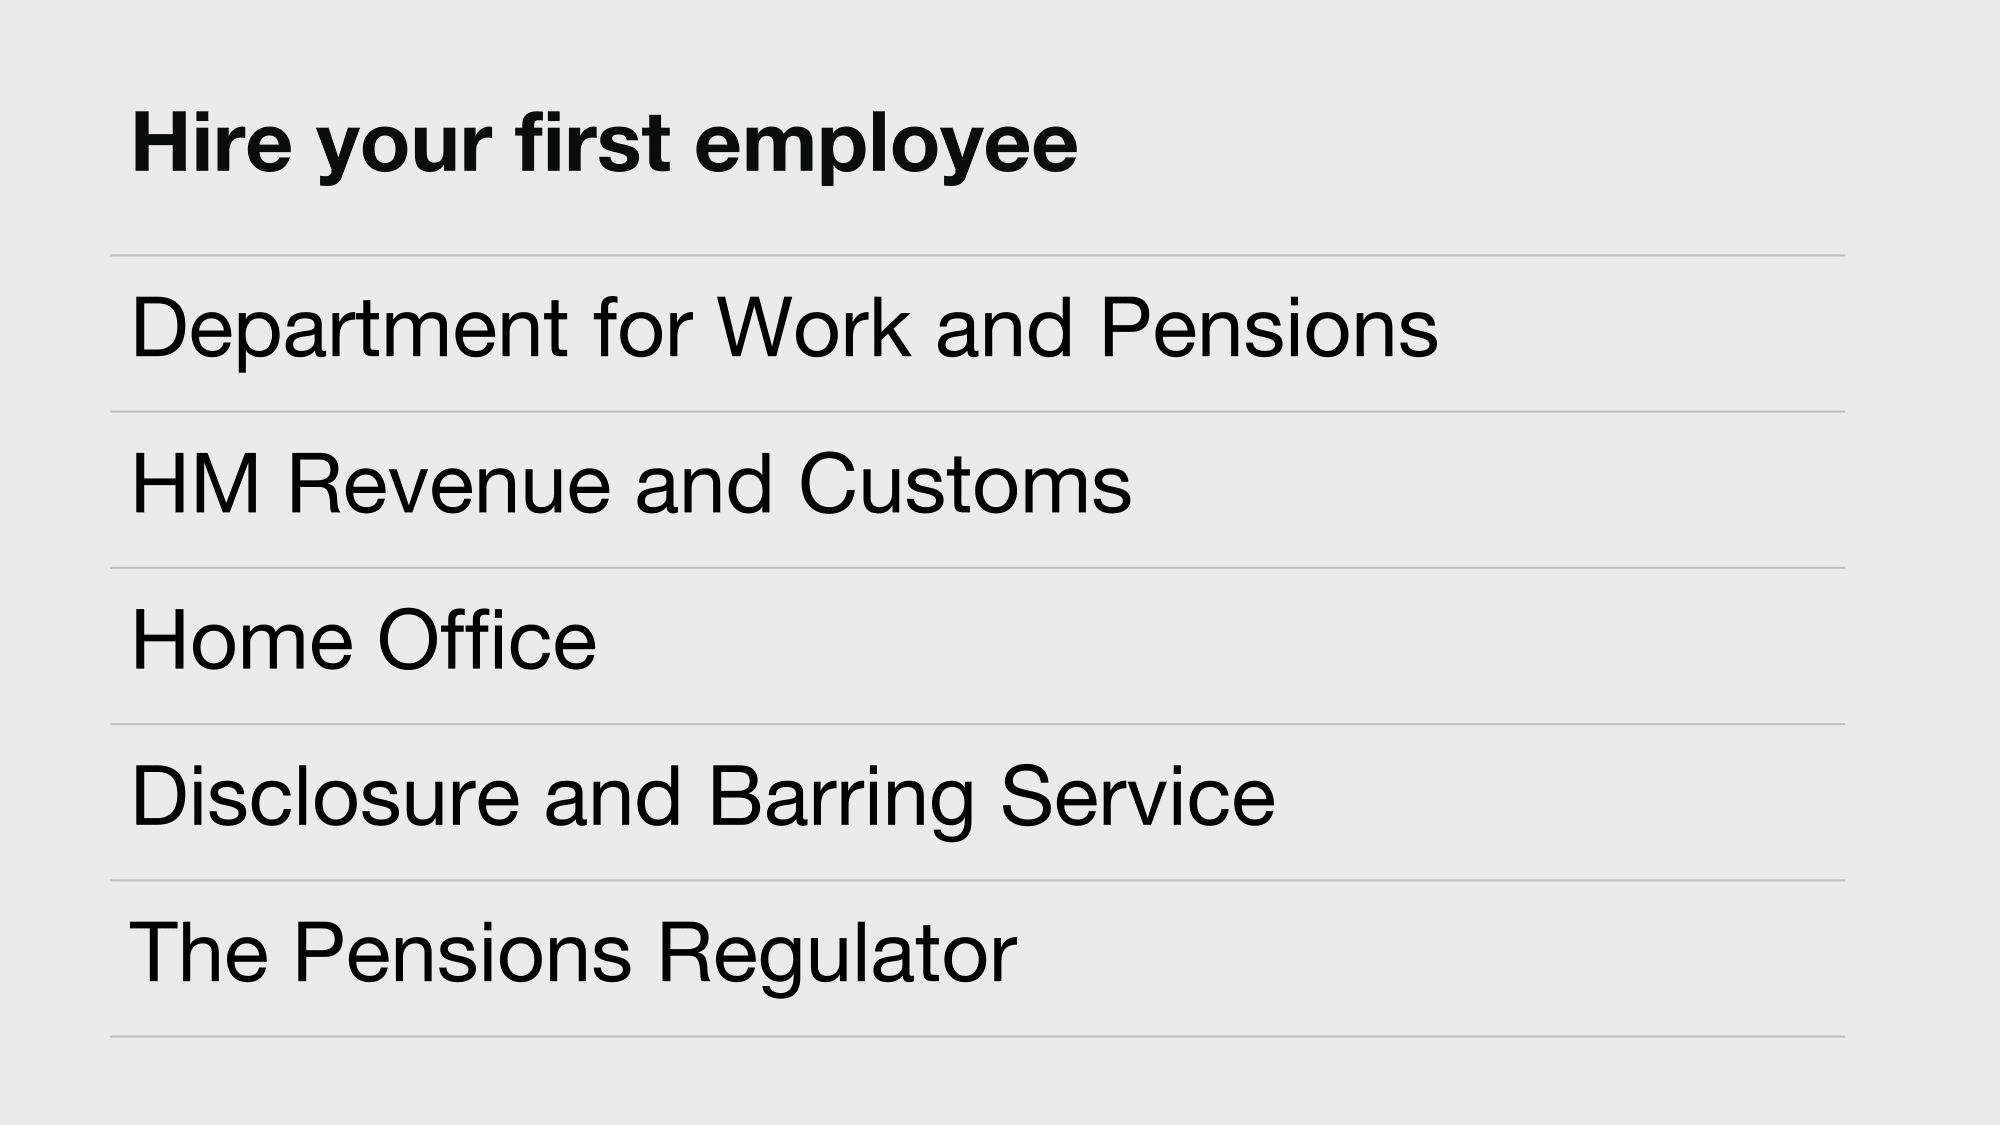 Hire your first employee
Department for Work and Pensions
HM Revenue and Customs
Home Office
Disclosure and Barring Service
The Pensions Regulator